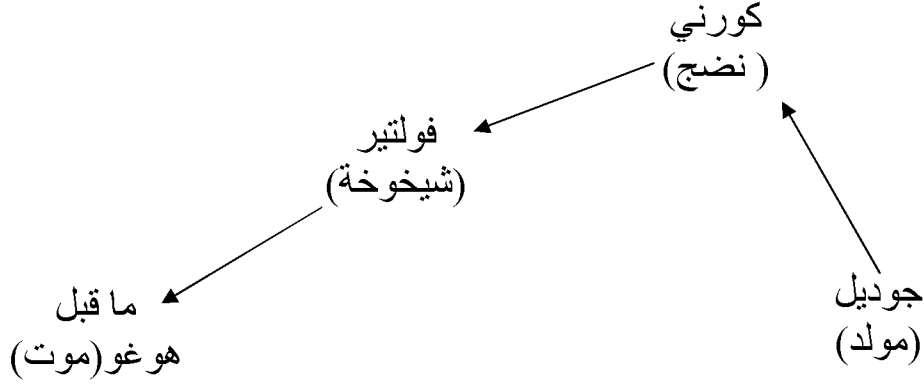 كورني
( نضج)
فولتير
(شيخوخة)
جوديل
(مولد)
ما قبل
هوغو(موت)